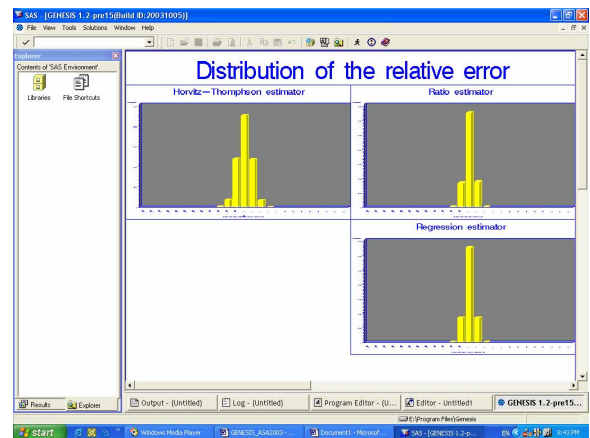 SAS - [GENESIS 1.2-pre15(Build ID:20031005)]
File View Tools Solutions Window Help
Explorer
Contents of 'SAS Environment'
Libraries File Shortcuts
Distribution of the relative error
Horvitz-Thomphson estimator
Ratio estimator
Regression estimator
Results Explorer
Output - (Untitled) Log - (Untitled) Program Editor - (U... Editor - Untitled1 GENESIS 1.2-pre15...
E:\Program Files\Genesis
start Windows Media Player GENESIS_ASA2003 - ... Document1 - Microsof... SAS - [GENESIS 1.2-p... EN 8:43 PM